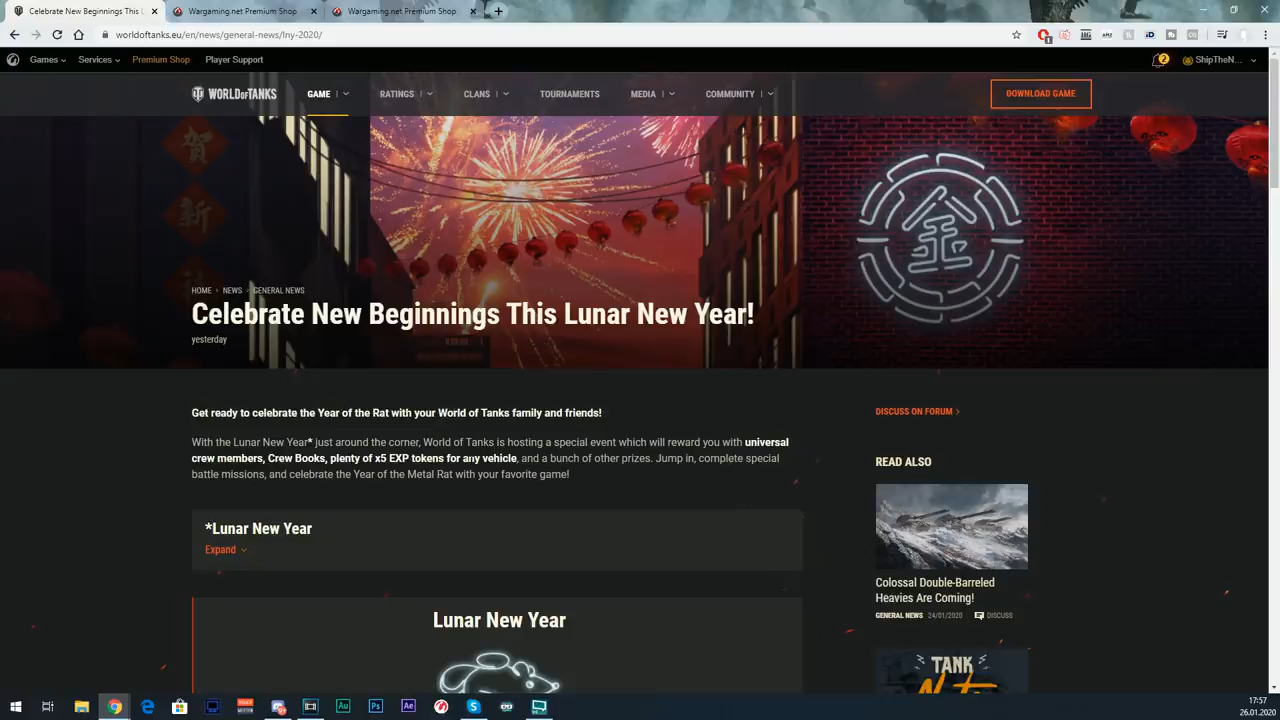 Celebrate New Beginnings This L
Wargaming.net Premium Shop
Wargaming.net Premium Shop
worldoftanks.eu/en/news/general-news/lny-2020/
Games
Services
Premium Shop
Player Support
2
ShipTheN...
WORLD OF TANKS
GAME
RATINGS
CLANS
TOURNAMENTS
MEDIA
COMMUNITY
DOWNLOAD GAME
賀
新
金
HOME › NEWS › GENERAL NEWS
Celebrate New Beginnings This Lunar New Year!
yesterday
Get ready to celebrate the Year of the Rat with your World of Tanks family and friends!
With the Lunar New Year* just around the corner, World of Tanks is hosting a special event which will reward you with universal
crew members, Crew Books, plenty of x5 EXP tokens for any vehicle, and a bunch of other prizes. Jump in, complete special
battle missions, and celebrate the Year of the Metal Rat with your favorite game!
*Lunar New Year
Expand
Lunar New Year
DISCUSS ON FORUM
READ ALSO
Colossal Double-Barreled
Heavies Are Coming!
GENERAL NEWS 24/01/2020 DISCUSS
TANK
17:57
26.01.2020